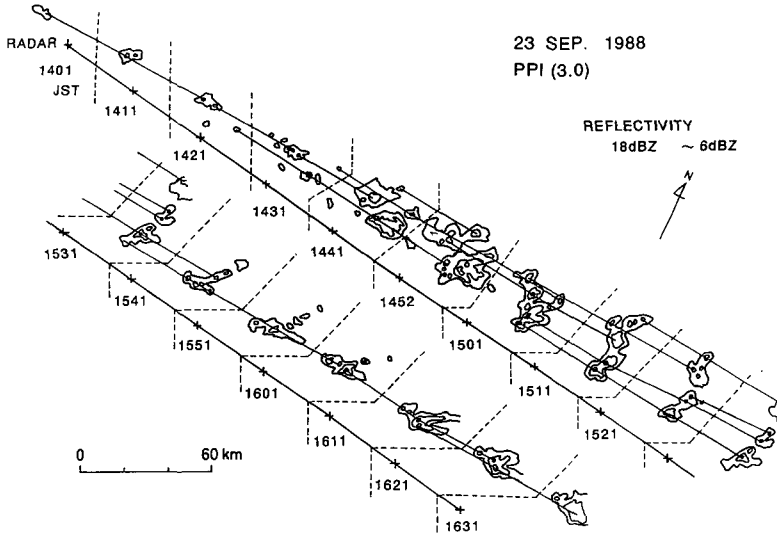 23 SEP. 1988
PPI (3.0)
RADAR
1401
JST
1411
1421
1431
1441
1452
1501
1511
1521
REFLECTIVITY
18dBZ ~ 6dBZ
N
1531
1541
1551
1601
1611
1621
1631
0 60 km